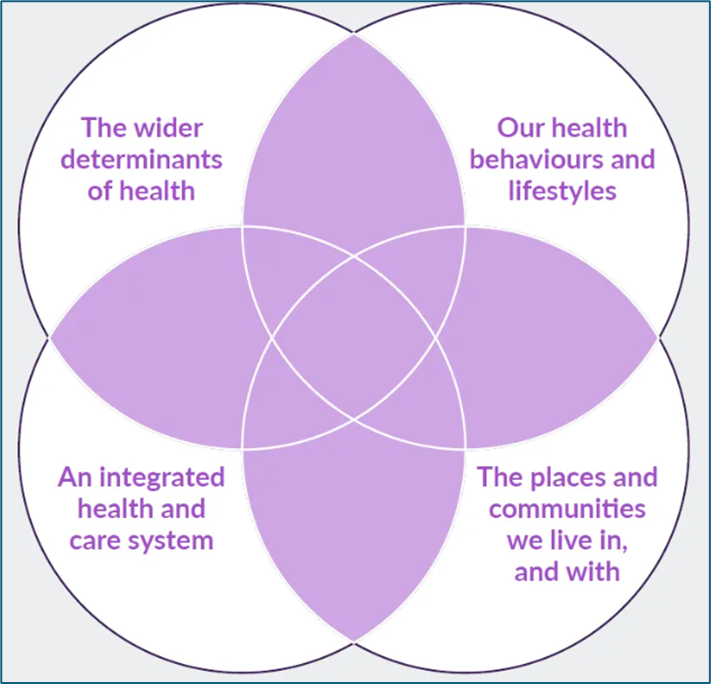 The wider
determinants
of health
Our health
behaviours and
lifestyles
An integrated
health and
care system
The places and
communities
we live in,
and with